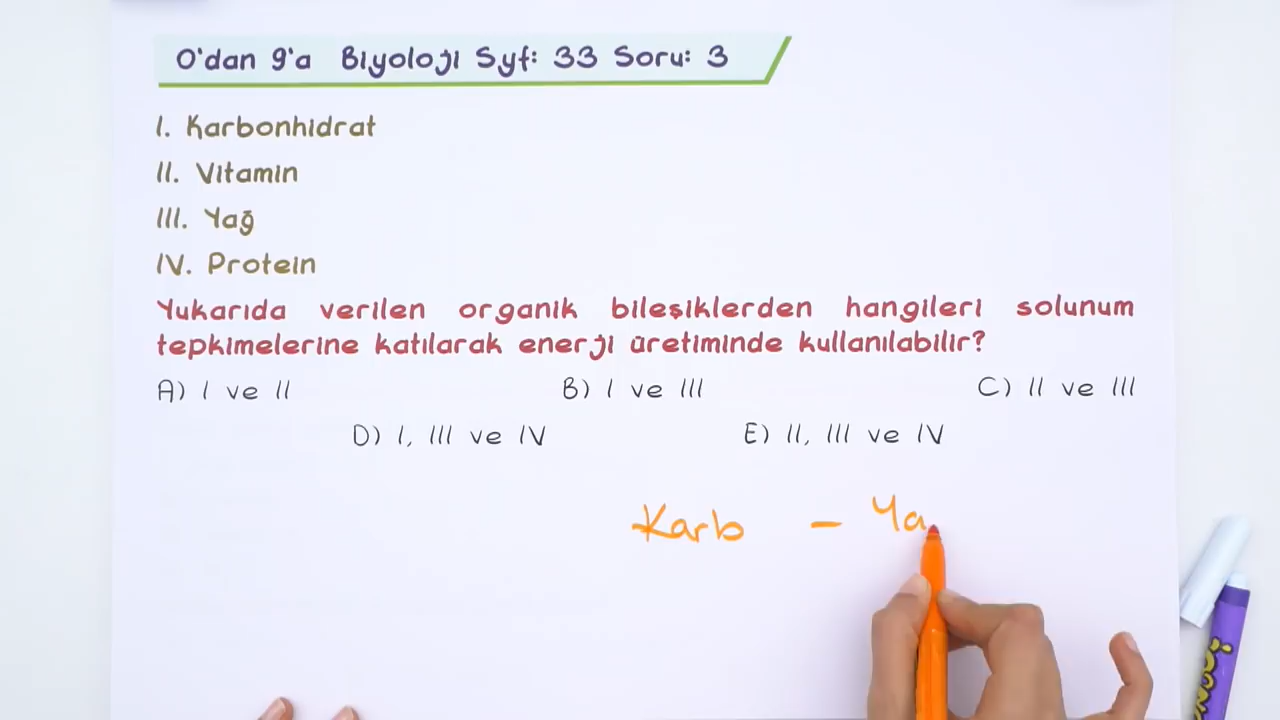 0'dan 9'a Biyoloji Syf: 33 Soru: 3
I. Karbonhidrat
II. Vitamin
III. Yağ
IV. Protein
Yukarıda verilen organik bileşiklerden hangileri solunum
tepkimelerine katılarak enerji üretiminde kullanılabilir?
A) I ve II B) I ve III C) II ve III
D) I, III ve IV E) II, III ve IV
Karb - Ya